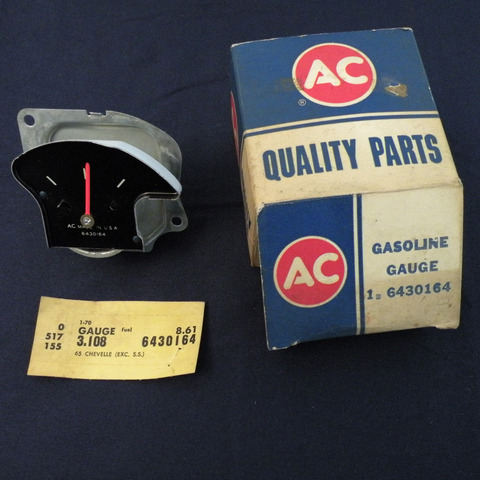 AC
®
QUALITY PARTS
AC
GASOLINE
GAUGE
1- 6430164
AC MADE IN U.S.A.
6430164
0
517
155
1-70
GAUGE fuel 8.61
3.108 6430164
65 CHEVELLE (EXC. S.S.)